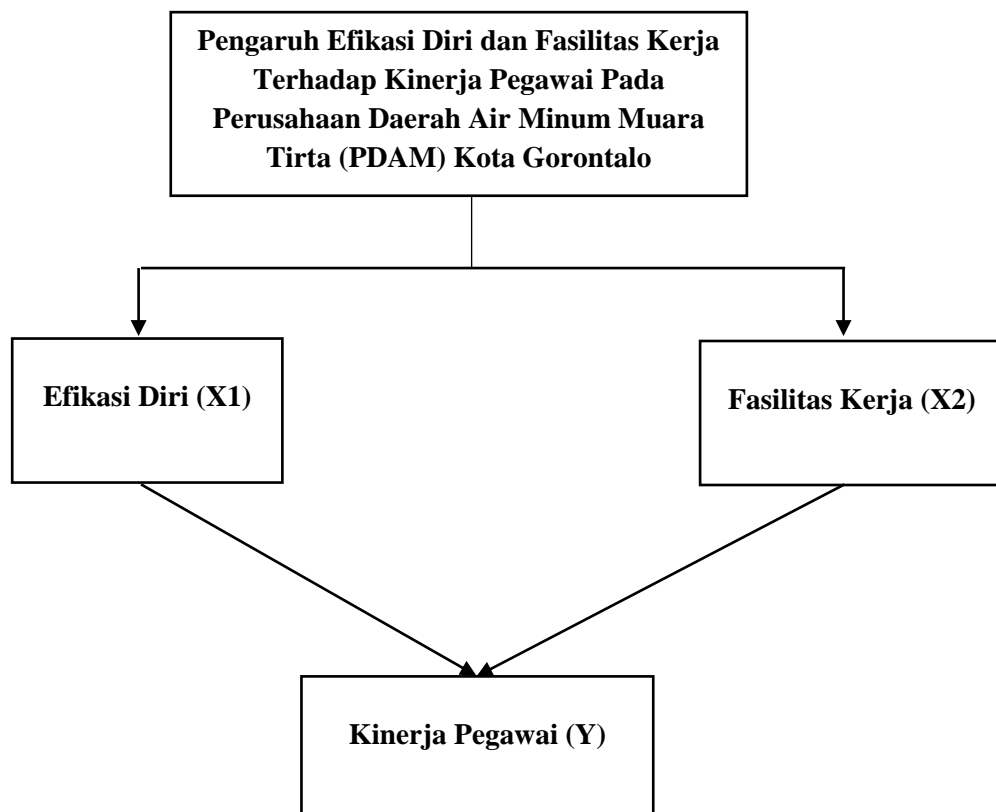 Pengaruh Efikasi Diri dan Fasilitas Kerja
Terhadap Kinerja Pegawai Pada
Perusahaan Daerah Air Minum Muara
Tirta (PDAM) Kota Gorontalo
Efikasi Diri (X1)
Fasilitas Kerja (X2)
Kinerja Pegawai (Y)